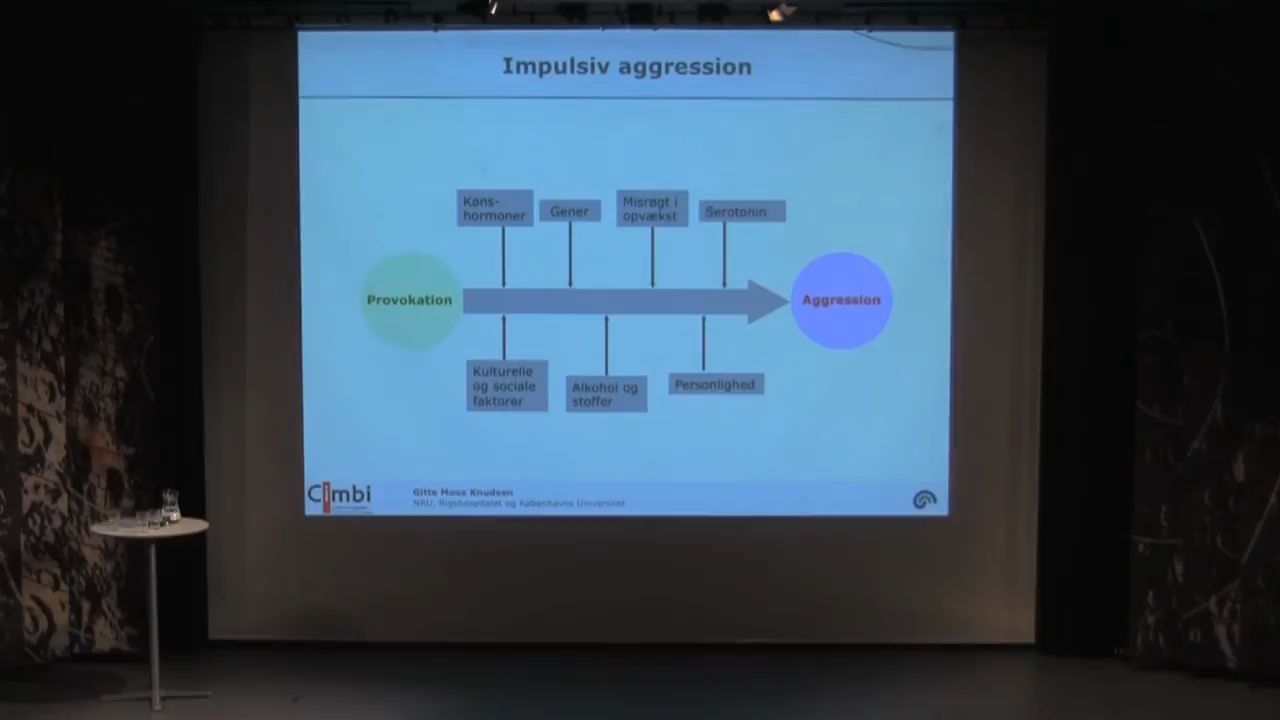 Impulsiv aggression
Køns-
hormoner
Gener
Misrøgt i
opvækst
Serotonin
Provokation
Aggression
Kulturelle
og sociale
faktorer
Alkohol og
stoffer
Personlighed
Cimbi
Gitte Moos Knudsen
NRU, Rigshospitalet og Københavns Universitet